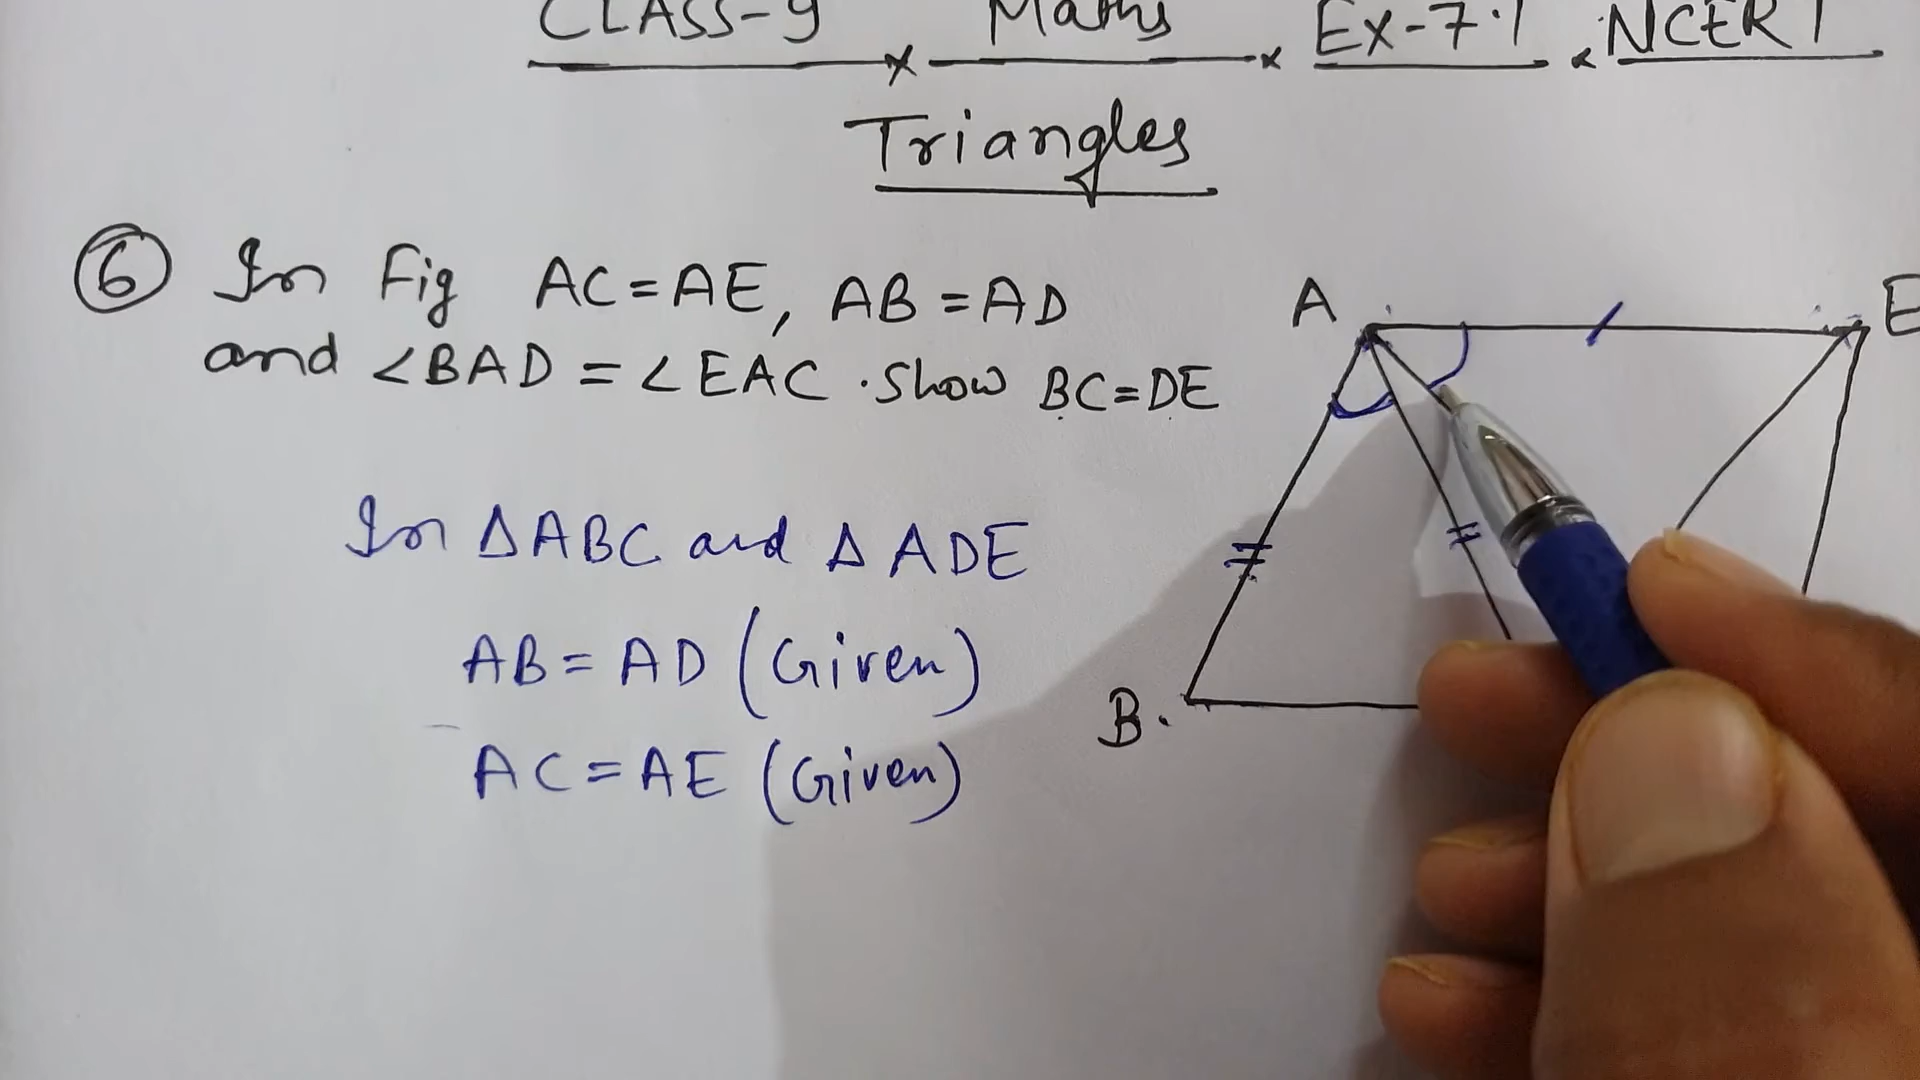 CLASS-9 x Maths x Ex-7.1 x NCERT
Triangles
6 In Fig AC=AE, AB=AD
and ∠BAD=∠EAC. Show BC=DE
In ΔABC and ΔADE
AB=AD (Given)
AC=AE (Given)
A
E
B